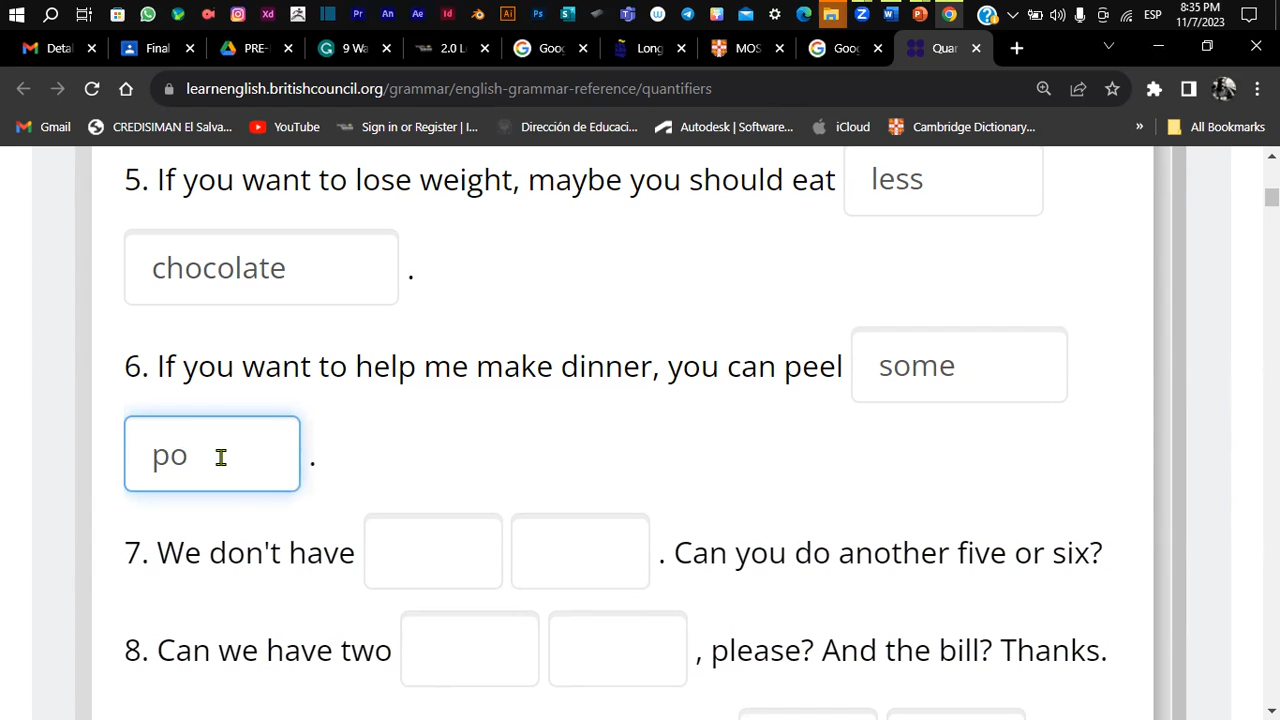 ESP
8:35 PM
11/7/2023
Detal
Final
PRE-
9 Wa
2.0 L
Goog
Long
MOS
Goog
Quar
learnenglish.britishcouncil.org/grammar/english-grammar-reference/quantifiers
Gmail
CREDISIMAN El Salva...
YouTube
Sign in or Register | I...
Dirección de Educaci...
Autodesk | Software...
iCloud
Cambridge Dictionary...
»
All Bookmarks
5. If you want to lose weight, maybe you should eat less
chocolate .
6. If you want to help me make dinner, you can peel some
po .
7. We don't have . Can you do another five or six?
8. Can we have two , please? And the bill? Thanks.